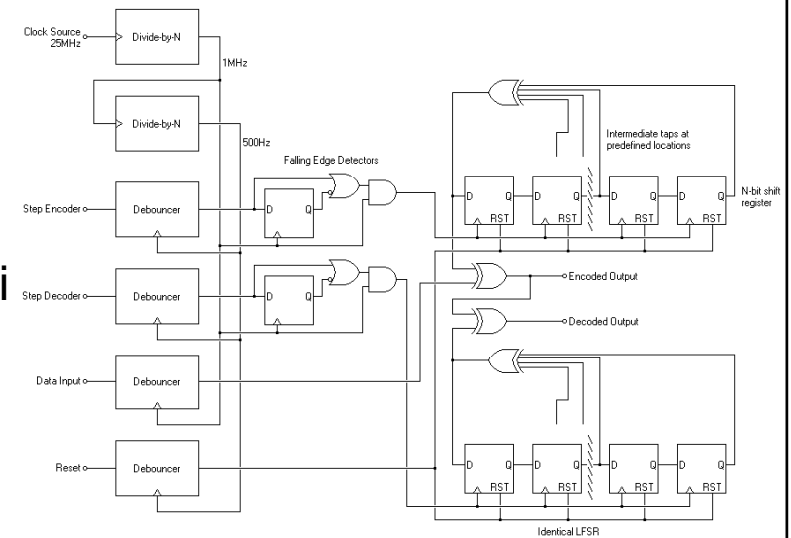 Clock Source
25MHz
Divide-by-N
1MHz
Divide-by-N
500Hz
Falling Edge Detectors
Intermediate taps at
predefined locations
N-bit shift
register
Step Encoder
Debouncer
D Q
D Q
D Q
D Q
D Q
RST
RST
RST
RST
i
Step Decoder
Debouncer
D Q
Encoded Output
Decoded Output
Data Input
Debouncer
Reset
Debouncer
D Q
D Q
D Q
D Q
RST
RST
RST
RST
Identical LFSR